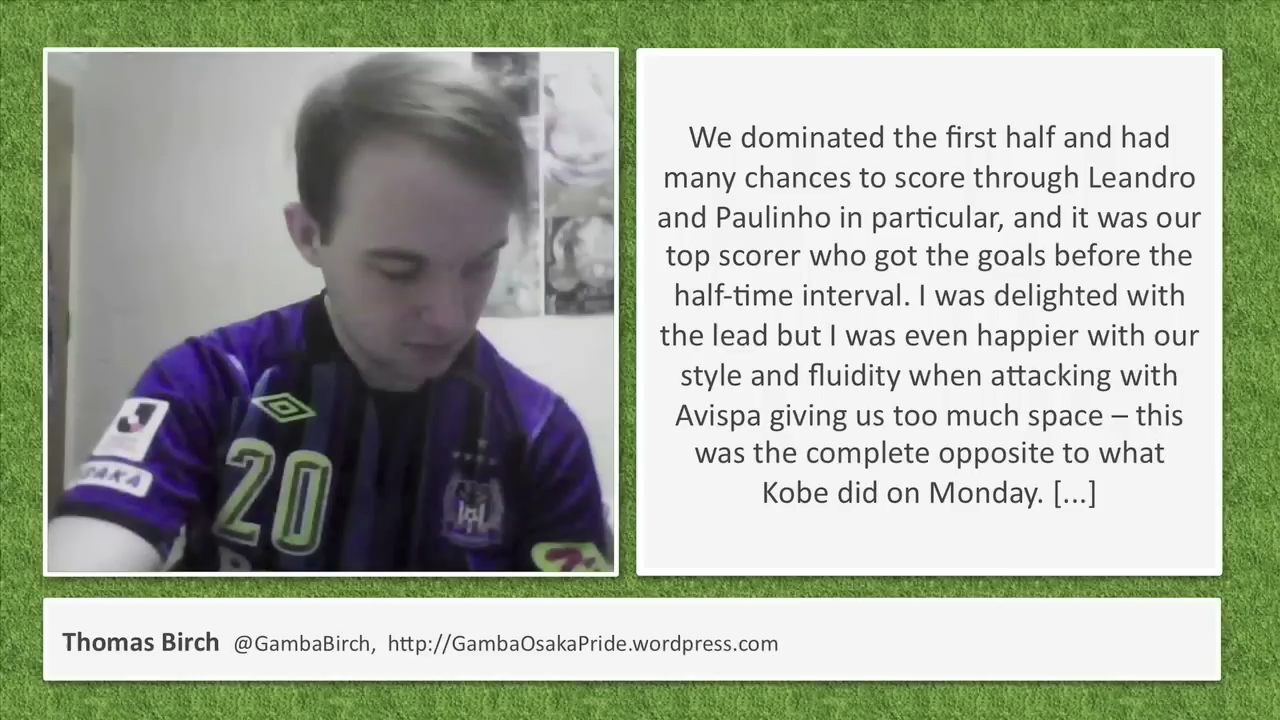 We dominated the first half and had
many chances to score through Leandro
and Paulinho in particular, and it was our
top scorer who got the goals before the
half-time interval. I was delighted with
the lead but I was even happier with our
style and fluidity when attacking with
Avispa giving us too much space – this
was the complete opposite to what
Kobe did on Monday. [...]
20
Thomas Birch @GambaBirch, http://GambaOsakaPride.wordpress.com